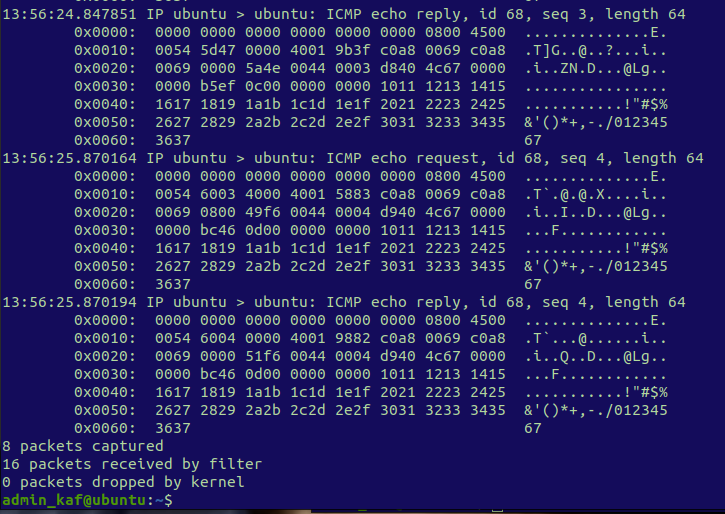 13:56:24.847851 IP ubuntu > ubuntu: ICMP echo reply, id 68, seq 3, length 64
0x0000: 0000 0000 0000 0000 0000 0000 0800 4500 ..............E.
0x0010: 0054 5d47 0000 4001 9b3f c0a8 0069 c0a8 .T]G..@..?...i..
0x0020: 0069 0000 5a4e 0044 0003 d840 4c67 0000 .i..ZN.D...@Lg..
0x0030: 0000 b5ef 0c00 0000 0000 1011 1213 1415 ................
0x0040: 1617 1819 1a1b 1c1d 1e1f 2021 2223 2425 ..........​.!"#$%
0x0050: 2627 2829 2a2b 2c2d 2e2f 3031 3233 3435 &'()*+,-./012345
0x0060: 3637 67
13:56:25.870164 IP ubuntu > ubuntu: ICMP echo request, id 68, seq 4, length 64
0x0000: 0000 0000 0000 0000 0000 0000 0800 4500 ..............E.
0x0010: 0054 6003 4000 4001 5883 c0a8 0069 c0a8 .T`.@.@.X....i..
0x0020: 0069 0800 49f6 0044 0004 d940 4c67 0000 .i..I..D...@Lg..
0x0030: 0000 bc46 0d00 0000 0000 1011 1213 1415 ...F............
0x0040: 1617 1819 1a1b 1c1d 1e1f 2021 2223 2425 ...........!"#$%
0x0050: 2627 2829 2a2b 2c2d 2e2f 3031 3233 3435 &'()*+,-./012345
0x0060: 3637 67
13:56:25.870194 IP ubuntu > ubuntu: ICMP echo reply, id 68, seq 4, length 64
0x0000: 0000 0000 0000 0000 0000 0000 0800 4500 ..............E.
0x0010: 0054 6004 0000 4001 9882 c0a8 0069 c0a8 .T`...@......i..
0x0020: 0069 0000 51f6 0044 0004 d940 4c67 0000 .i..Q..D...@Lg..
0x0030: 0000 bc46 0d00 0000 0000 1011 1213 1415 ...F............
0x0040: 1617 1819 1a1b 1c1d 1e1f 2021 2223 2425 ...........!"#$%
0x0050: 2627 2829 2a2b 2c2d 2e2f 3031 3233 3435 &'()*+,-./012345
0x0060: 3637 67
8 packets captured
16 packets received by filter
0 packets dropped by kernel
admin_kaf@ubuntu:~$